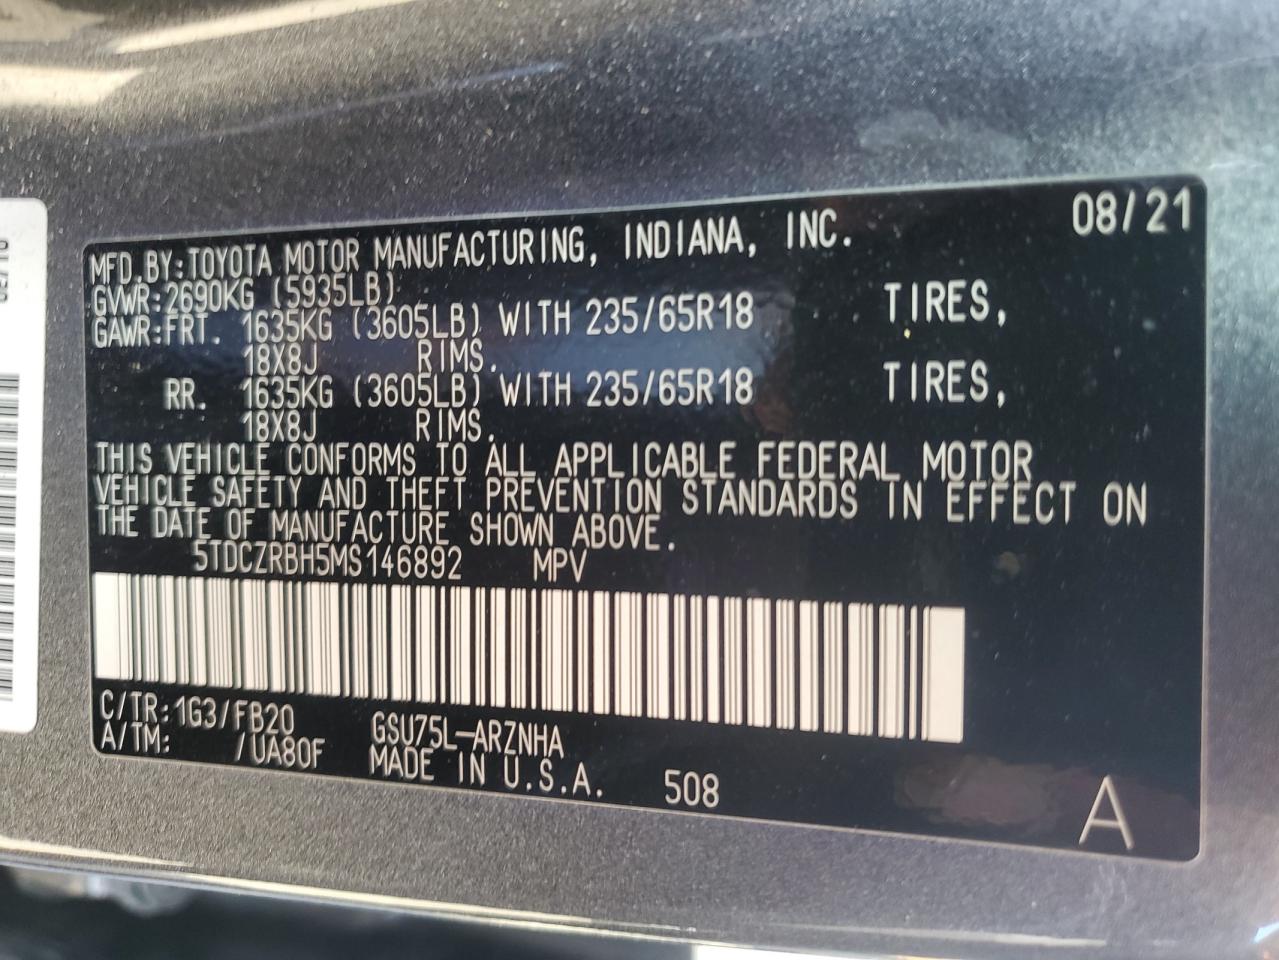 08/21
MFD.BY:TOYOTA MOTOR MANUFACTURING, INDIANA, INC.
GVWR:2690KG (5935LB)
GAWR:FRT. 1635KG (3605LB) WITH 235/65R18 TIRES,
18X8J RIMS.
RR. 1635KG (3605LB) WITH 235/65R18 TIRES,
18X8J RIMS.
THIS VEHICLE CONFORMS TO ALL APPLICABLE FEDERAL MOTOR
VEHICLE SAFETY AND THEFT PREVENTION STANDARDS IN EFFECT ON
THE DATE OF MANUFACTURE SHOWN ABOVE.
5TDCZRBH5MS146892 MPV
C/TR:1G3/FB20 GSU75L-ARZNHA
A/TM: /UA80F MADE IN U.S.A. 508
A